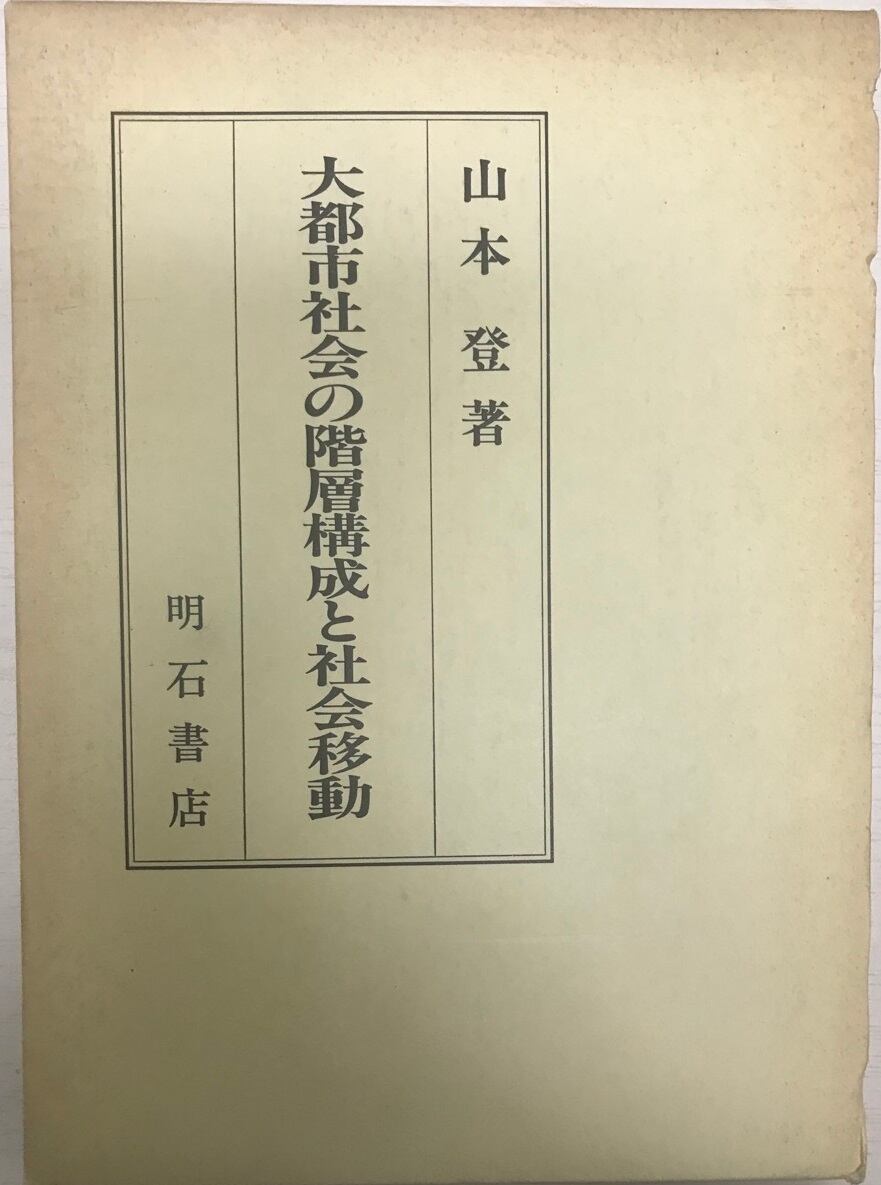 山本 登 著
大都市社会の階層構成と社会移動
明石書店